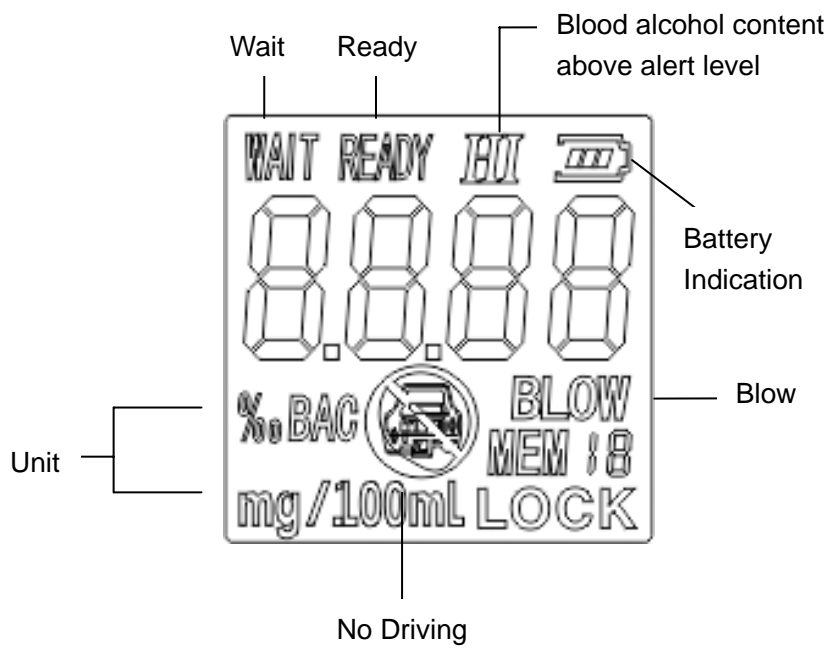 Blood alcohol content
above alert level
Wait
Ready
WAIT READY HI
8.8.88
Battery
Indication
‰ BAC
BLOW
Blow
MEM 18
Unit
mg/100mL LOCK
No Driving